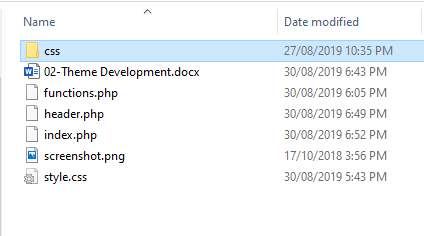 Name Date modified
css 27/08/2019 10:35 PM
02-Theme Development.docx 30/08/2019 6:43 PM
functions.php 30/08/2019 6:05 PM
header.php 30/08/2019 6:49 PM
index.php 30/08/2019 6:52 PM
screenshot.png 17/10/2018 3:56 PM
style.css 30/08/2019 5:43 PM